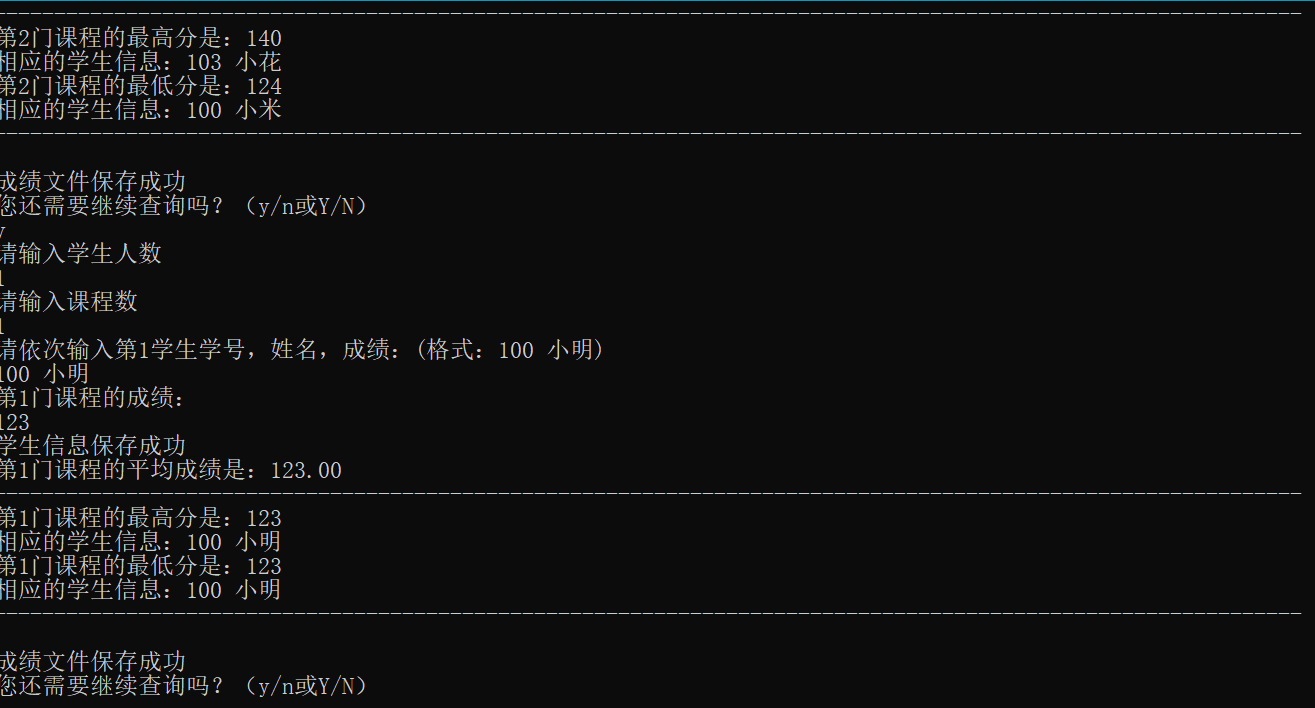 --------------------------------------------------------------------------------------------------------------
第2门课程的最高分是：140
相应的学生信息：103 小花
第2门课程的最低分是：124
相应的学生信息：100 小米
--------------------------------------------------------------------------------------------------------------
成绩文件保存成功
您还需要继续查询吗？（y/n或Y/N）
y
请输入学生人数
1
请输入课程数
1
请依次输入第1学生学号，姓名，成绩：(格式：100 小明)
100 小明
第1门课程的成绩：
123
学生信息保存成功
第1门课程的平均成绩是：123.00
--------------------------------------------------------------------------------------------------------------
第1门课程的最高分是：123
相应的学生信息：100 小明
第1门课程的最低分是：123
相应的学生信息：100 小明
--------------------------------------------------------------------------------------------------------------
成绩文件保存成功
您还需要继续查询吗？（y/n或Y/N）